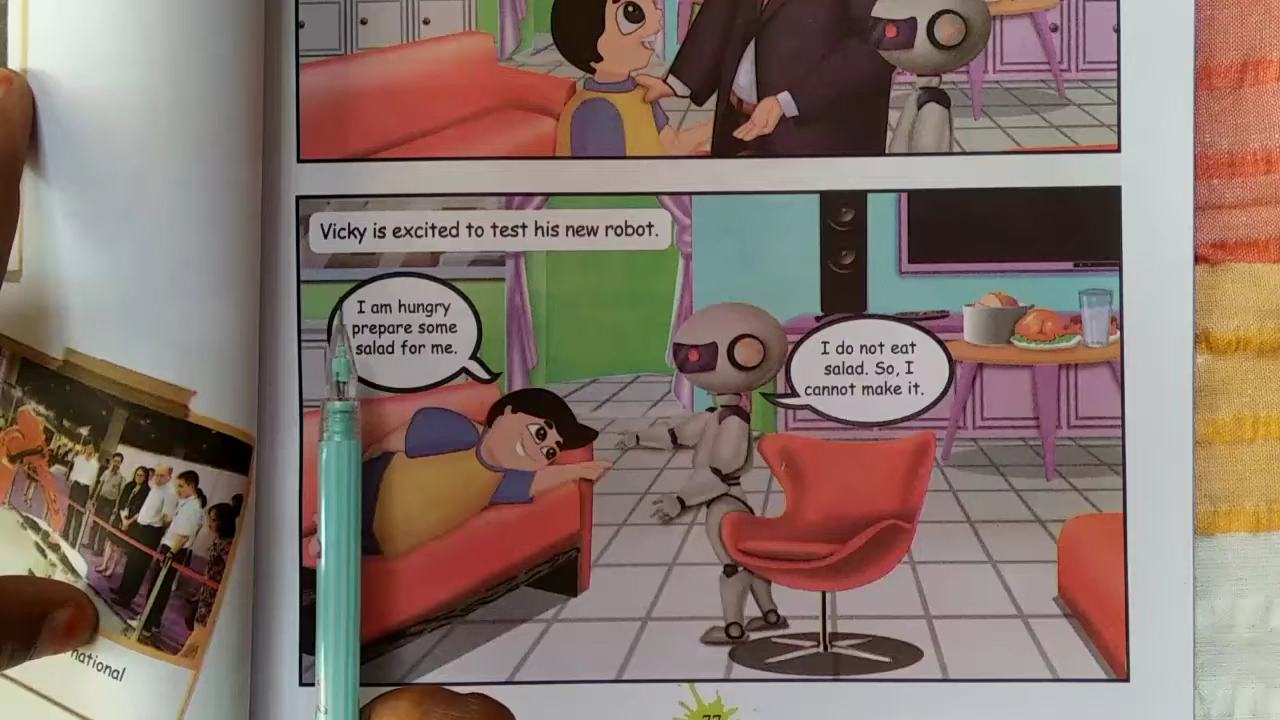 Vicky is excited to test his new robot.
I am hungry
prepare some
salad for me.
I do not eat
salad. So, I
cannot make it.
national
77